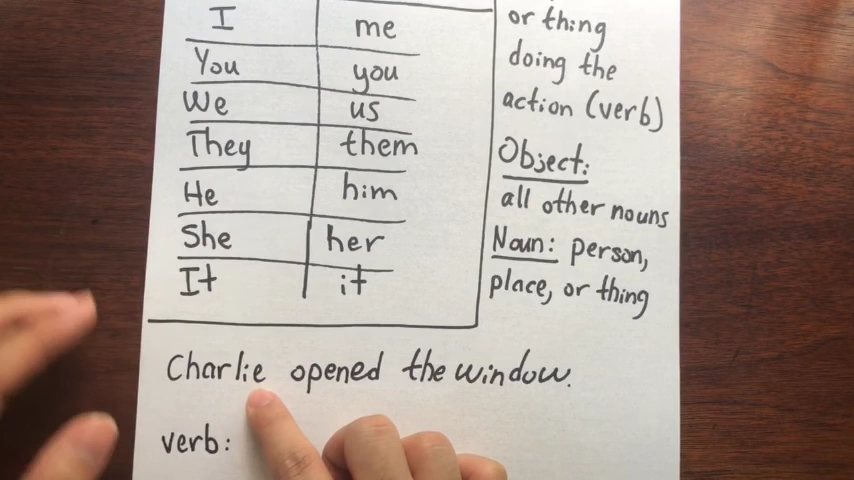 I me
You you
We us
They them
He him
She her
It it
or thing
doing the
action (verb)
Object:
all other nouns
Noun: person,
place, or thing
Charlie opened the window.
verb: